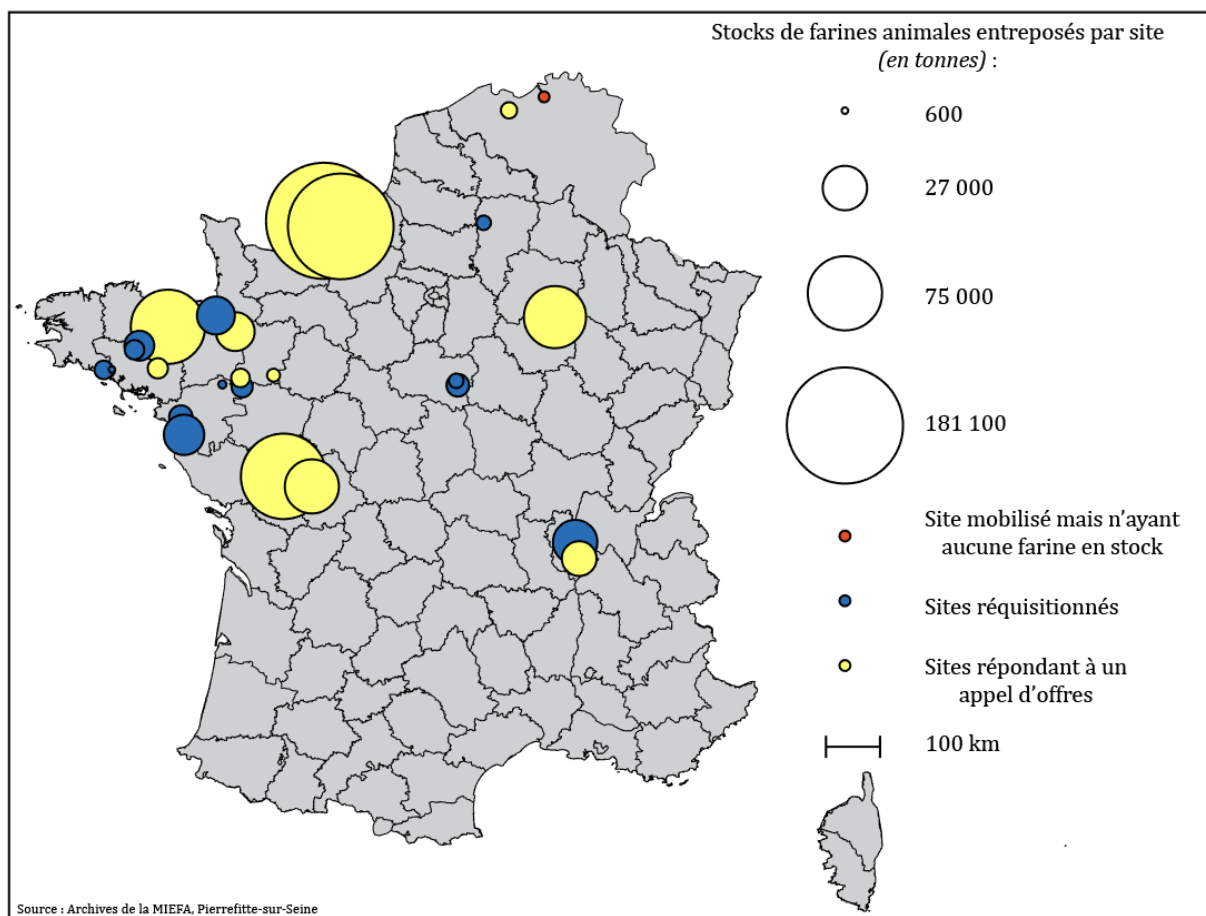 Stocks de farines animales entreposés par site
(en tonnes) :
600
27 000
75 000
181 100
Site mobilisé mais n’ayant
aucune farine en stock
Sites réquisitionnés
Sites répondant à un
appel d’offres
100 km
Source : Archives de la MIEFA, Pierrefitte-sur-Seine